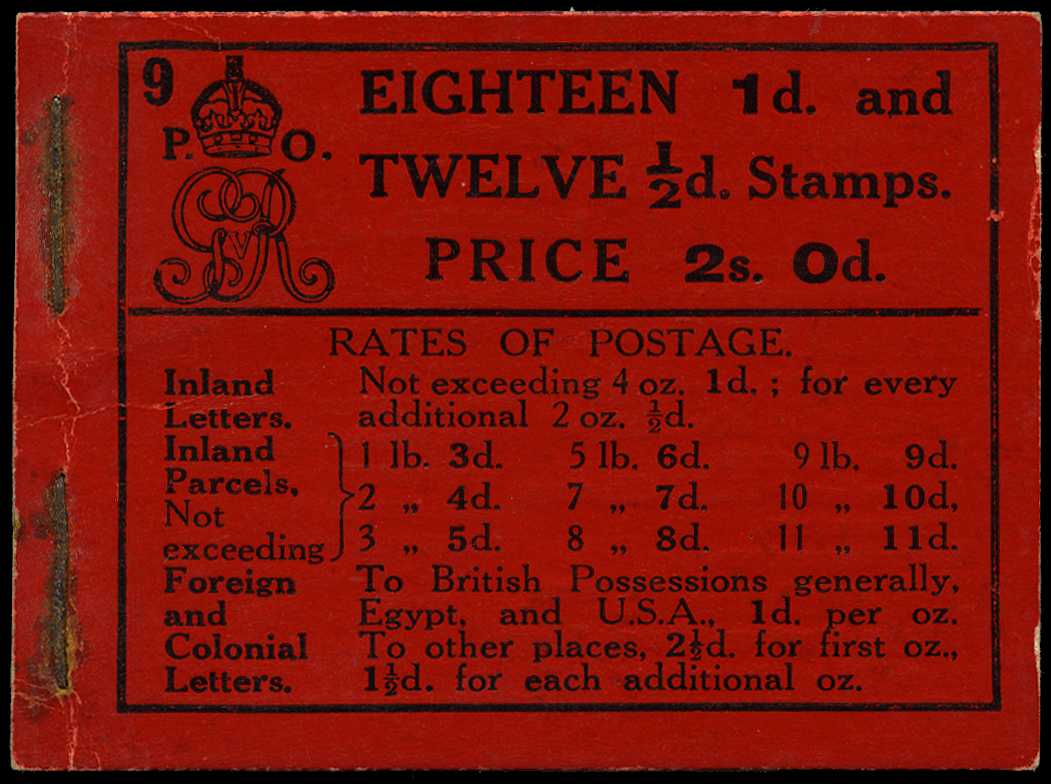 9
P. O.
GVR
EIGHTEEN 1d. and
TWELVE ½d. Stamps.
PRICE 2s. 0d.
RATES OF POSTAGE.
Inland Letters. Not exceeding 4 oz. 1d. ; for every
additional 2 oz. ½d.
Inland Parcels, Not exceeding } 1 lb. 3d. 5 lb. 6d. 9 lb. 9d.
2 „ 4d. 7 „ 7d. 10 „ 10d,
3 „ 5d. 8 „ 8d. 11 „ 11d.
Foreign and Colonial Letters. To British Possessions generally,
Egypt, and U.S.A., 1d. per oz.
To other places, 2½d. for first oz.,
1½d. for each additional oz.